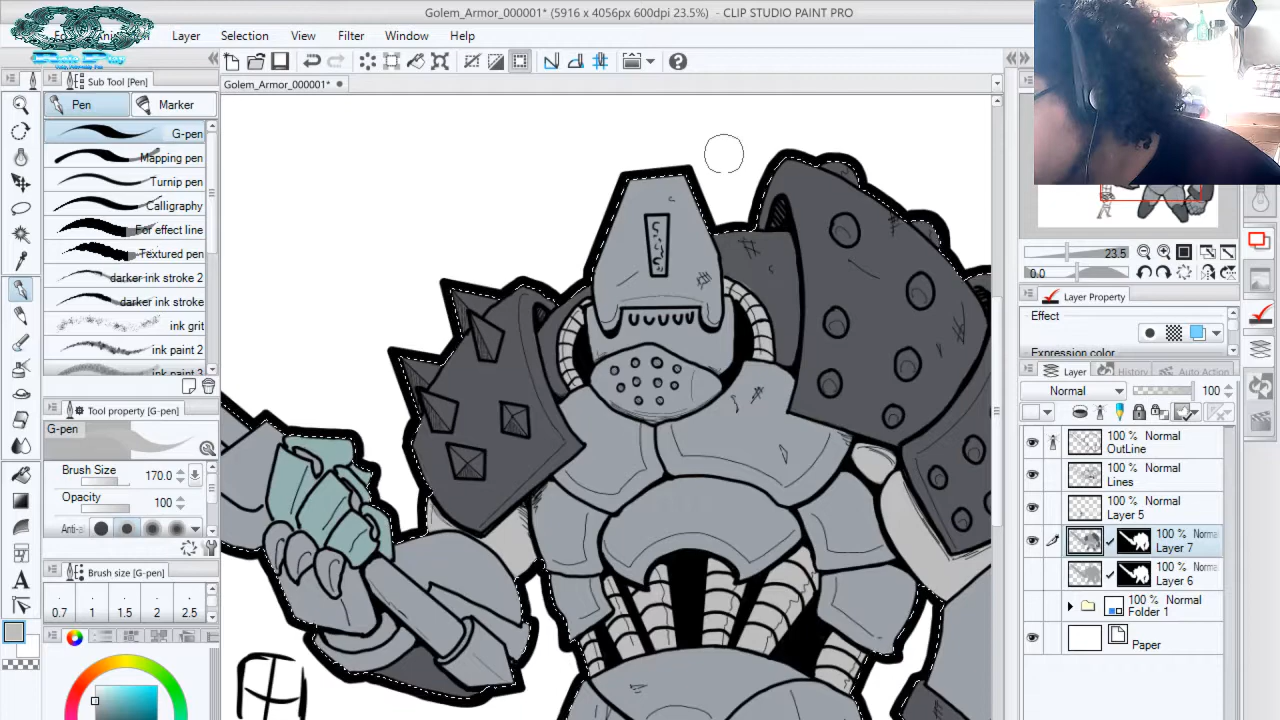 Golem_Armor_000001* (5916 x 4056px 600dpi 23.5%) - CLIP STUDIO PAINT PRO
Layer Selection View Filter Window Help
Sub Tool [Pen]
Golem_Armor_000001*
Pen Marker
G-pen
Mapping pen
Turnip pen
Calligraphy
For effect line
Textured pen
darker ink stroke 2
darker ink stroke
ink grit
ink paint 2
ink paint 3
Tool property [G-pen]
G-pen
Brush Size 170.0
Opacity 100
Anti-a
Brush size [G-pen]
0.7 1 1.5 2 2.5
23.5
0.0
Layer Property
Effect
Expression color
Layer History Auto Action
Normal 100
100 % Normal
OutLine
100 % Normal
Lines
100 % Normal
Layer 5
100 % Norma
Layer 7
100 % Norma
Layer 6
100 % Normal
Folder 1
Paper